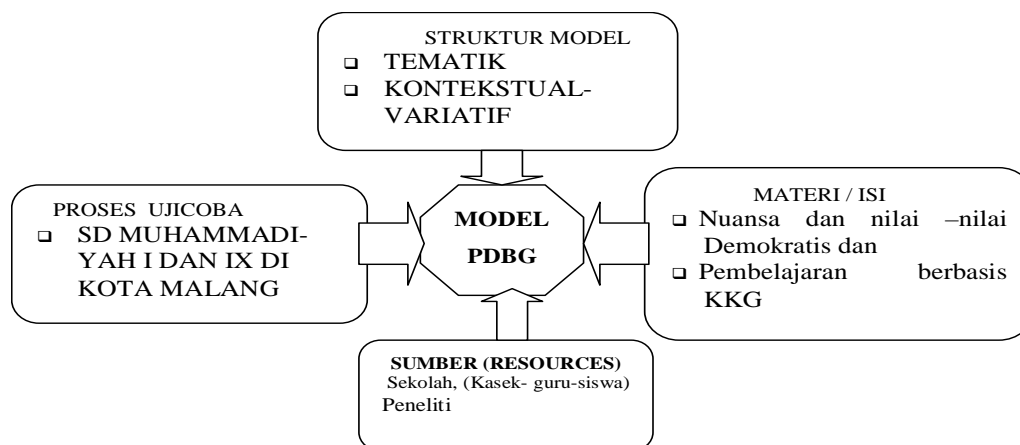 STRUKTUR MODEL
❑ TEMATIK
❑ KONTEKSTUAL-
VARIATIF
PROSES UJICOBA
❑ SD MUHAMMADI-
YAH I DAN IX DI
KOTA MALANG
MODEL
PDBG
MATERI / ISI
❑ Nuansa dan nilai –nilai
Demokratis dan
❑ Pembelajaran berbasis
KKG
SUMBER (RESOURCES)
Sekolah, (Kasek- guru-siswa)
Peneliti